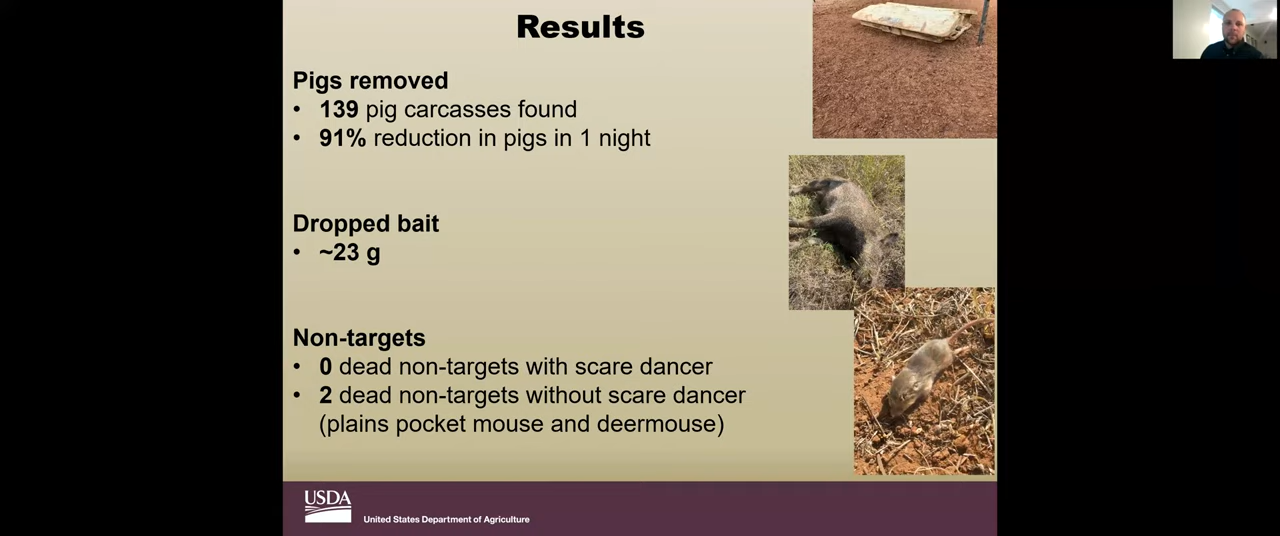 Results
Pigs removed
• 139 pig carcasses found
• 91% reduction in pigs in 1 night
Dropped bait
• ~23 g
Non-targets
• 0 dead non-targets with scare dancer
• 2 dead non-targets without scare dancer
(plains pocket mouse and deermouse)
USDA
United States Department of Agriculture